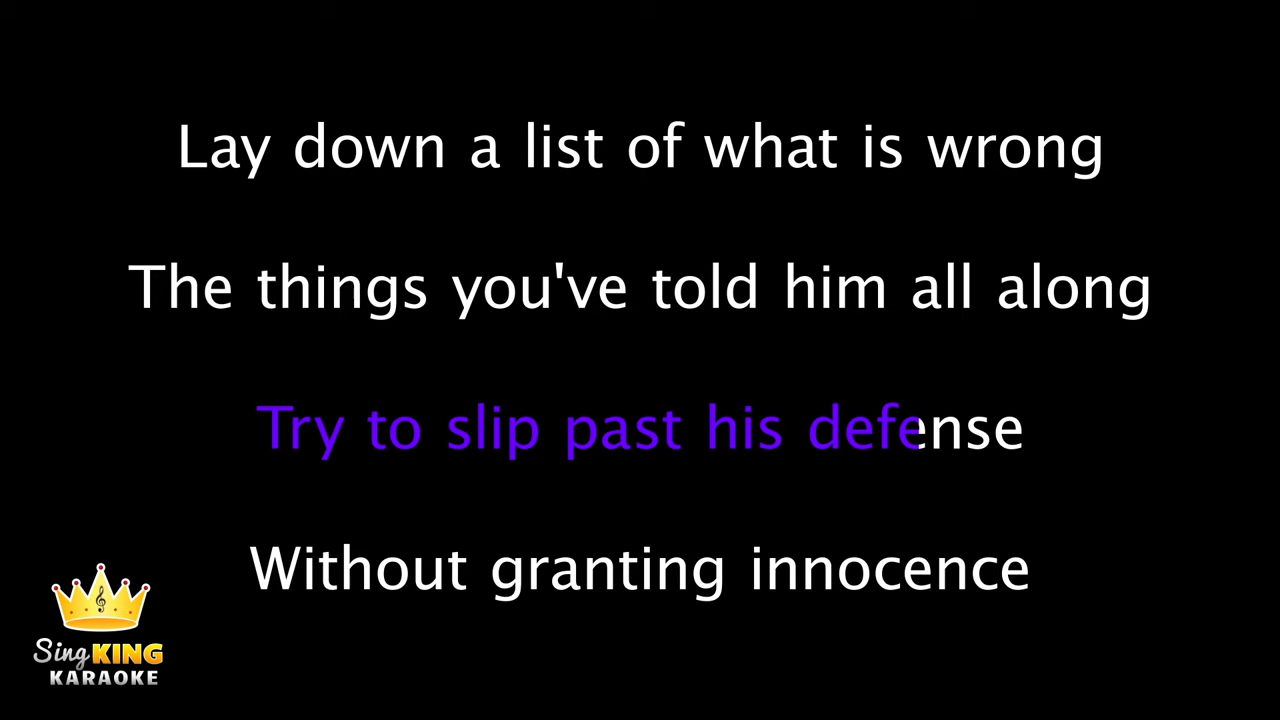 Lay down a list of what is wrong
The things you've told him all along
Try to slip past his defense
Without granting innocence
Sing KING
KARAOKE